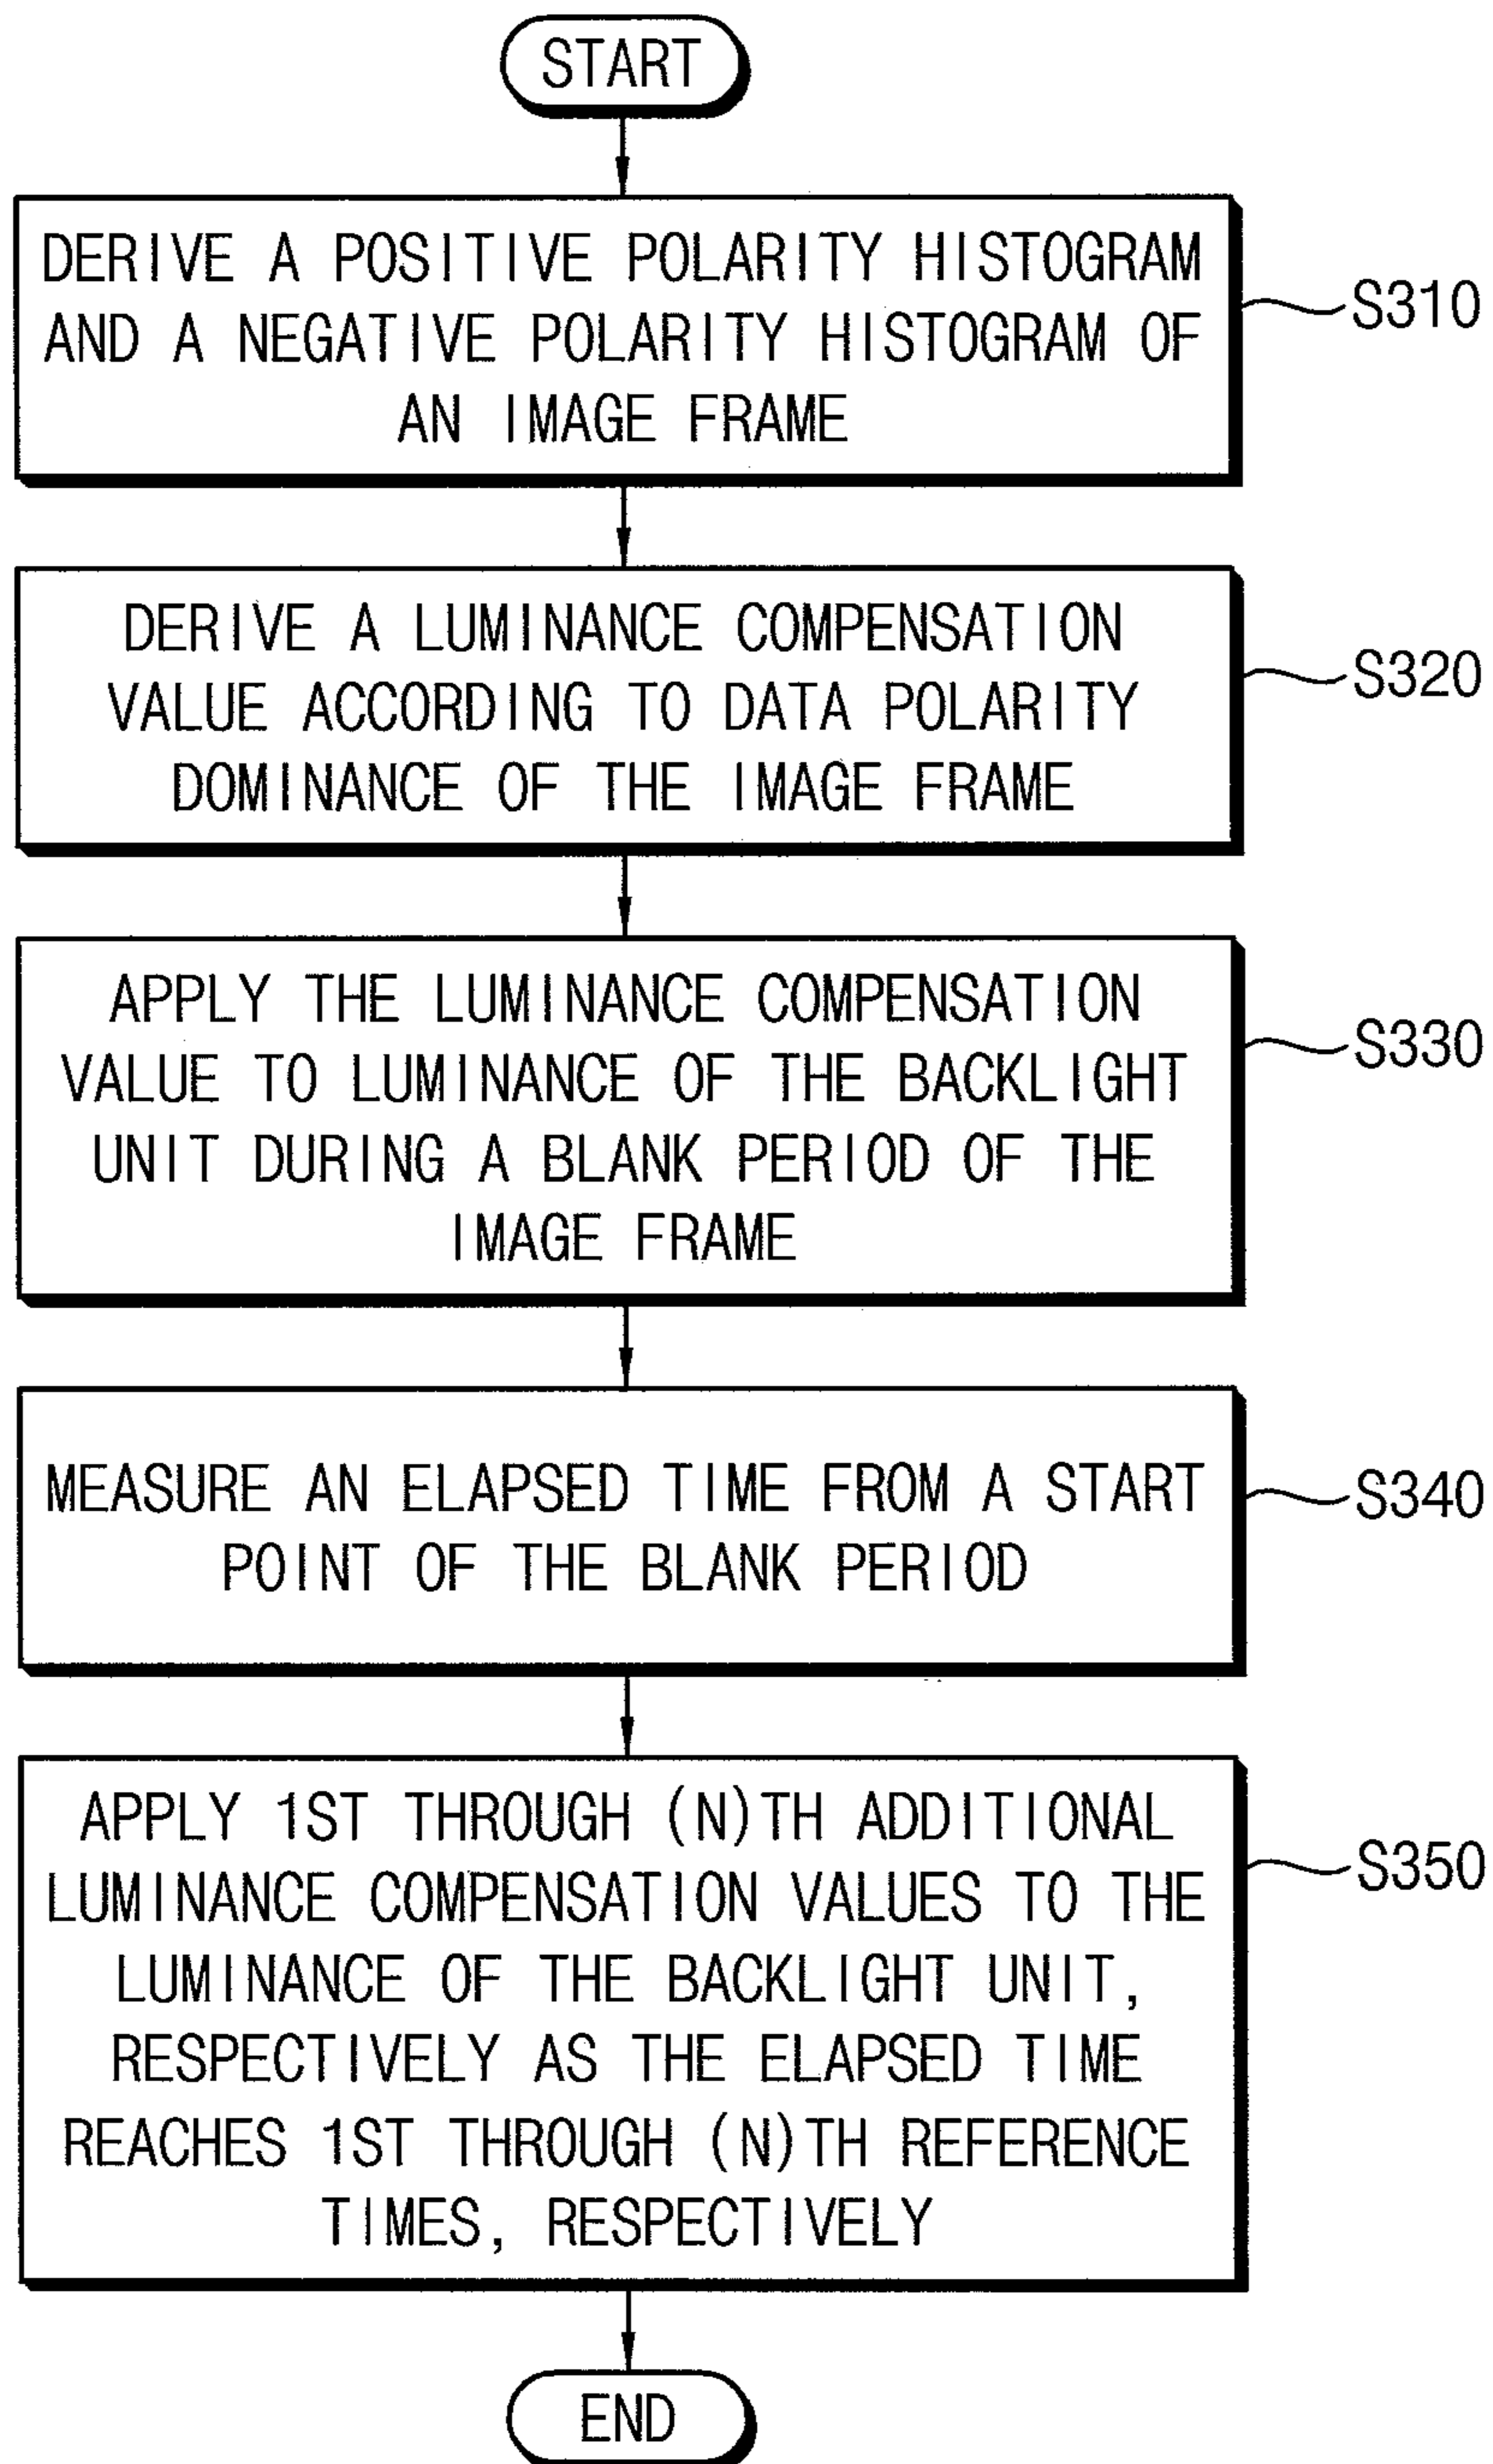 START
DERIVE A POSITIVE POLARITY HISTOGRAM
AND A NEGATIVE POLARITY HISTOGRAM OF
AN IMAGE FRAME
S310
DERIVE A LUMINANCE COMPENSATION
VALUE ACCORDING TO DATA POLARITY
DOMINANCE OF THE IMAGE FRAME
S320
APPLY THE LUMINANCE COMPENSATION
VALUE TO LUMINANCE OF THE BACKLIGHT
UNIT DURING A BLANK PERIOD OF THE
IMAGE FRAME
S330
MEASURE AN ELAPSED TIME FROM A START
POINT OF THE BLANK PERIOD
S340
APPLY 1ST THROUGH (N)TH ADDITIONAL
LUMINANCE COMPENSATION VALUES TO THE
LUMINANCE OF THE BACKLIGHT UNIT,
RESPECTIVELY AS THE ELAPSED TIME
REACHES 1ST THROUGH (N)TH REFERENCE
TIMES, RESPECTIVELY
S350
END